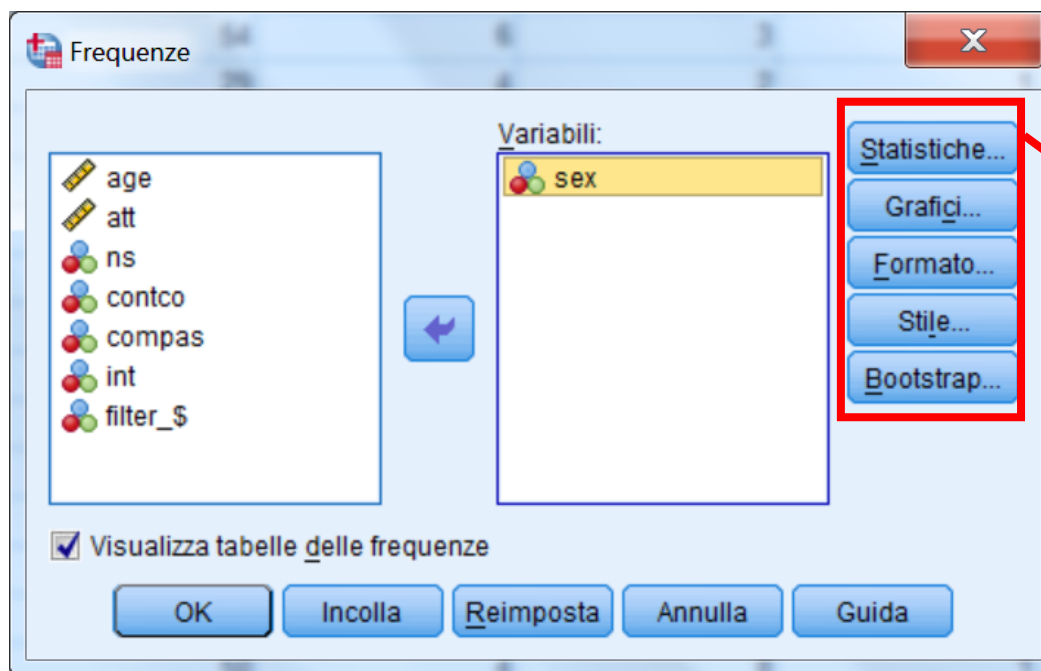 Frequenze
Variabili:
age
att
ns
contco
compas
int
filter_$
sex
Statistiche...
Grafici...
Formato...
Stile...
Bootstrap...
Visualizza tabelle delle frequenze
OK Incolla Reimposta Annulla Guida